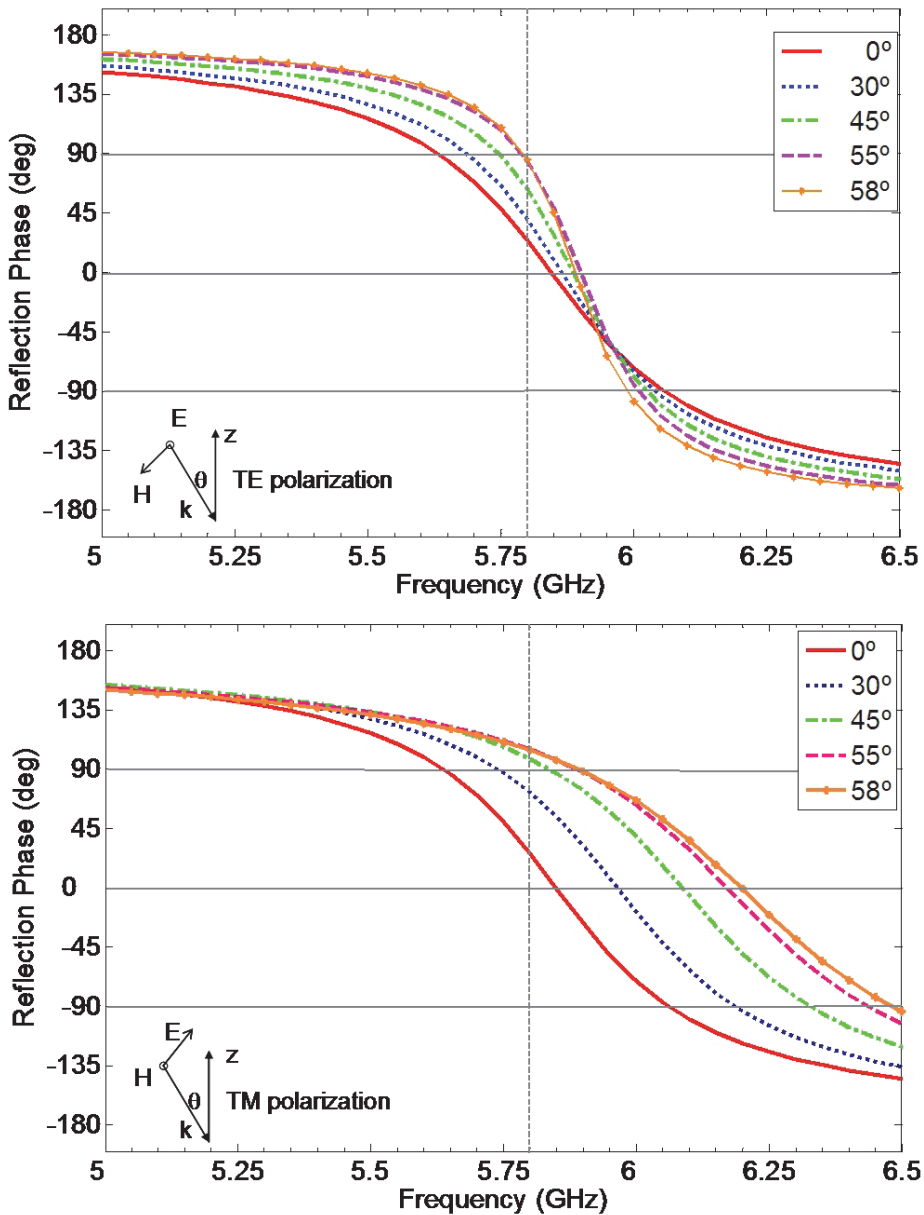 180
135
90
45
0
-45
-90
-135
-180
Reflection Phase (deg)
0º
30º
45º
55º
58º
E
z
θ
H
k
TE polarization
5
5.25
5.5
5.75
6
6.25
6.5
Frequency (GHz)
180
135
90
45
0
-45
-90
-135
-180
Reflection Phase (deg)
0º
30º
45º
55º
58º
E
z
H
θ
k
TM polarization
5
5.25
5.5
5.75
6
6.25
6.5
Frequency (GHz)